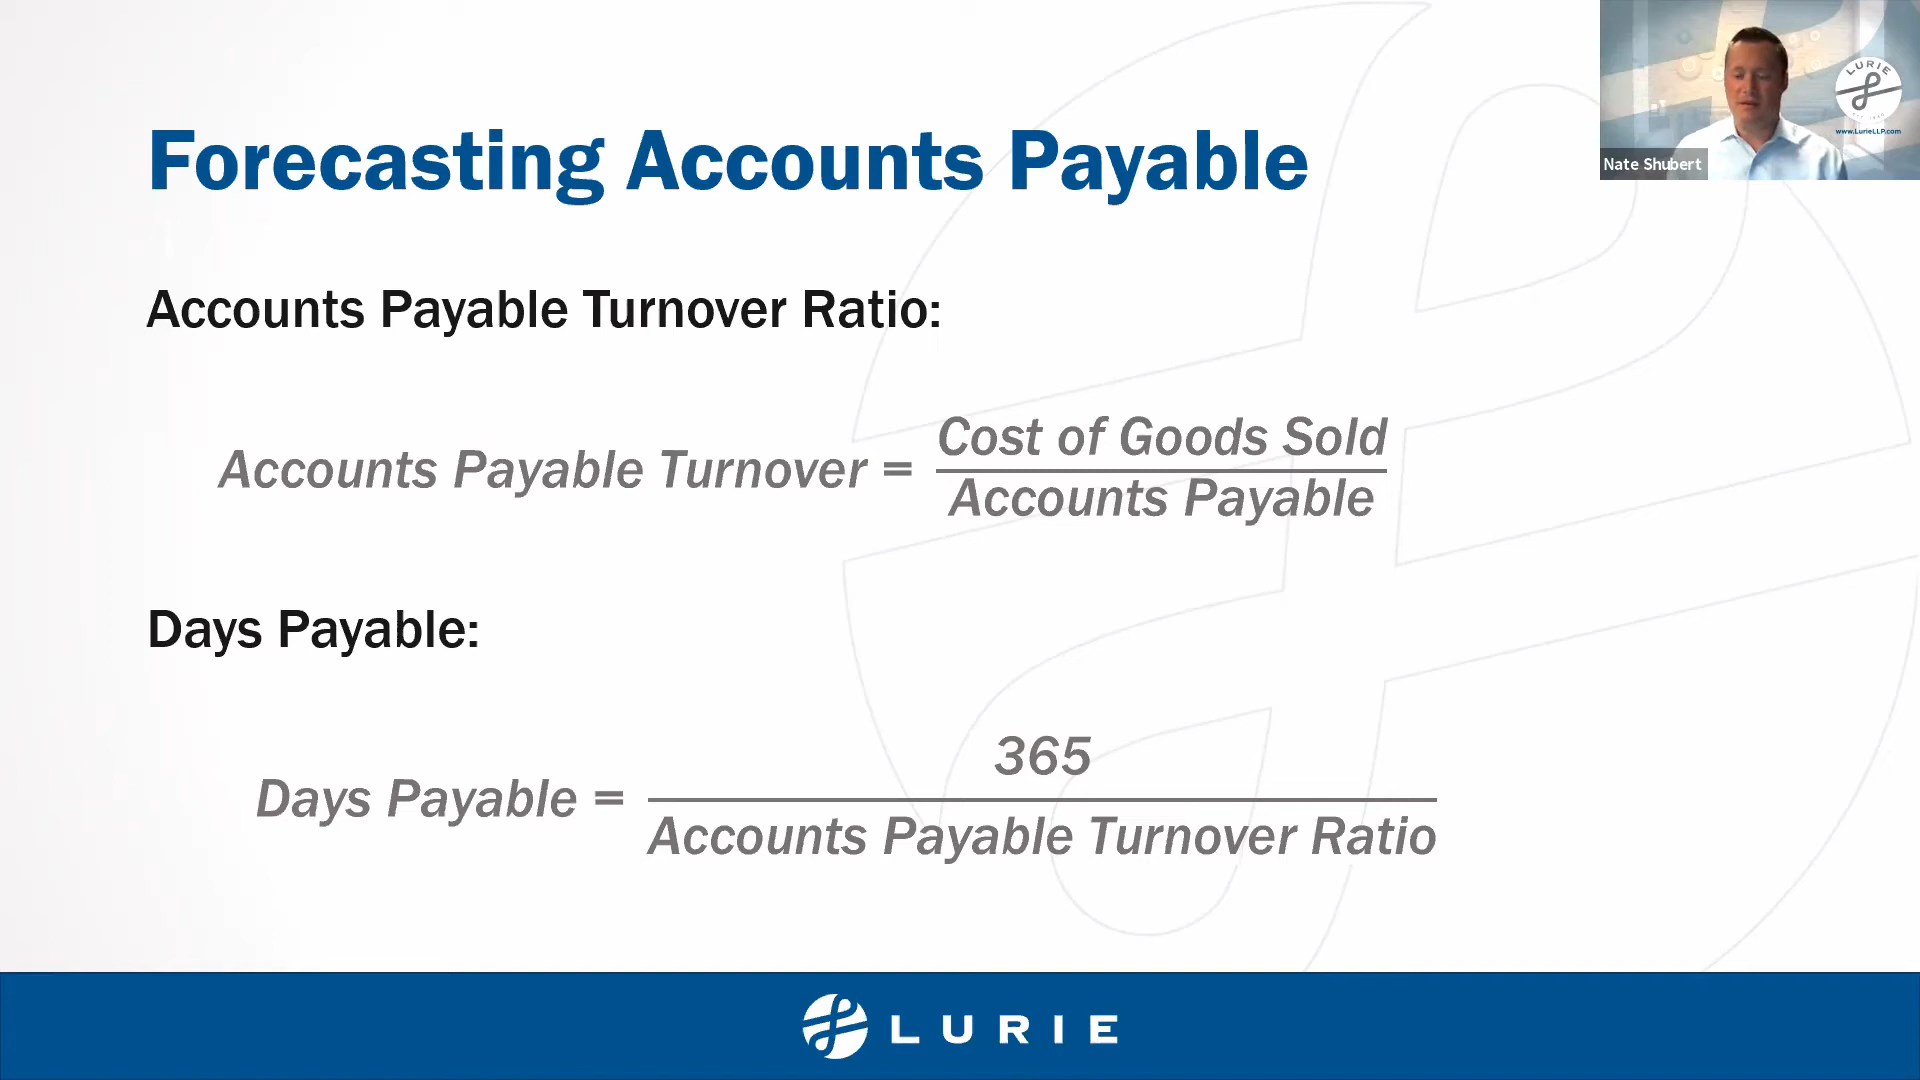 Forecasting Accounts Payable
LURIE
www.LurieLLP.com
Nate Shubert
Accounts Payable Turnover Ratio:
Accounts Payable Turnover = Cost of Goods Sold
Accounts Payable
Days Payable:
365
Days Payable =
Accounts Payable Turnover Ratio
LURIE